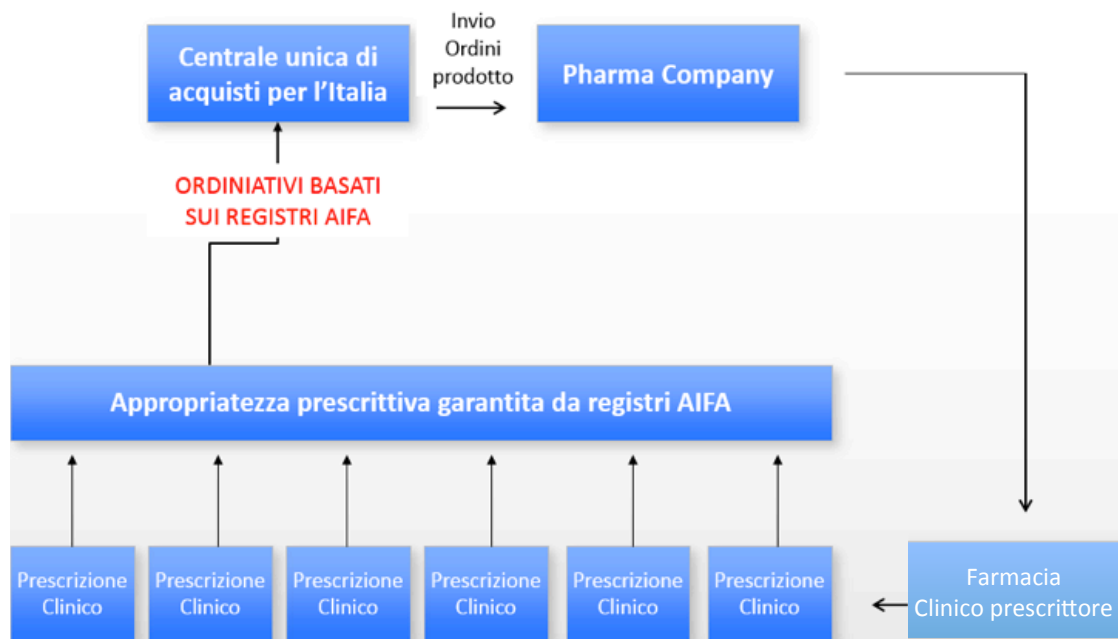 Centrale unica di
acquisti per l'Italia
Invio
Ordini
prodotto
Pharma Company
ORDINIATIVI BASATI
SUI REGISTRI AIFA
Appropriatezza prescrittiva garantita da registri AIFA
Prescrizione
Clinico
Prescrizione
Clinico
Prescrizione
Clinico
Prescrizione
Clinico
Prescrizione
Clinico
Prescrizione
Clinico
Farmacia
Clinico prescrittore